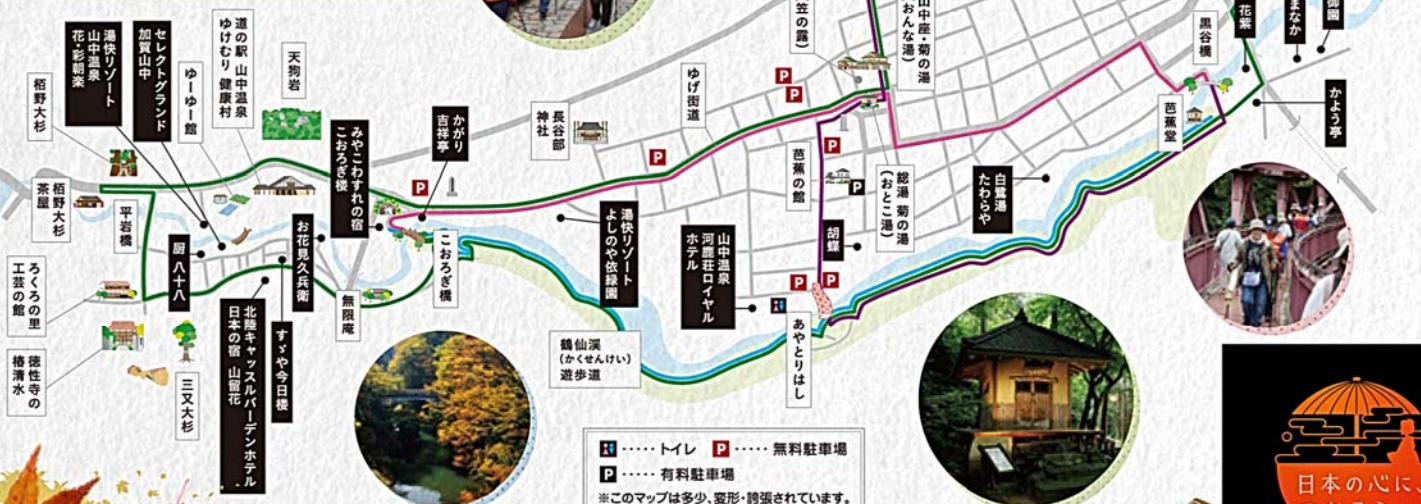 道の駅 山中温泉
ゆけむり 健康村
セレクトグランド
加賀山中
湯快リゾート
山中温泉
花・彩朝楽
ゆーゆー館
天狗岩
栢野大杉
栢野大杉
茶屋
平岩橋
ろくろの里
工芸の館
徳性寺の
椿清水
三又大杉
厨 八十八
北陸キャッスルバーデンホテル
日本の宿 山留花
すゞや今日楼
お花見久兵衛
無限庵
みやこわすれの宿
こおろぎ楼
かがり
吉祥亭
こおろぎ橋
長谷部
神社
ゆげ街道
湯快リゾート
よしのや依緑園
鶴仙渓
(かくせんけい)
遊歩道
山中温泉
河鹿荘ロイヤル
ホテル
芭蕉の館
胡蝶
あやとりはし
笠の露)
山中座・菊の湯
(おんな湯)
総湯 菊の湯
(おとこ湯)
白鷺湯
たわらや
黒谷橋
芭蕉堂
花紫
まなか
御園
かよう亭
P
P
P
P
P
P
P
P
・・・・・トイレ P・・・・・無料駐車場
P・・・・・有料駐車場
※このマップは多少、変形・誇張されています。
日本の心に